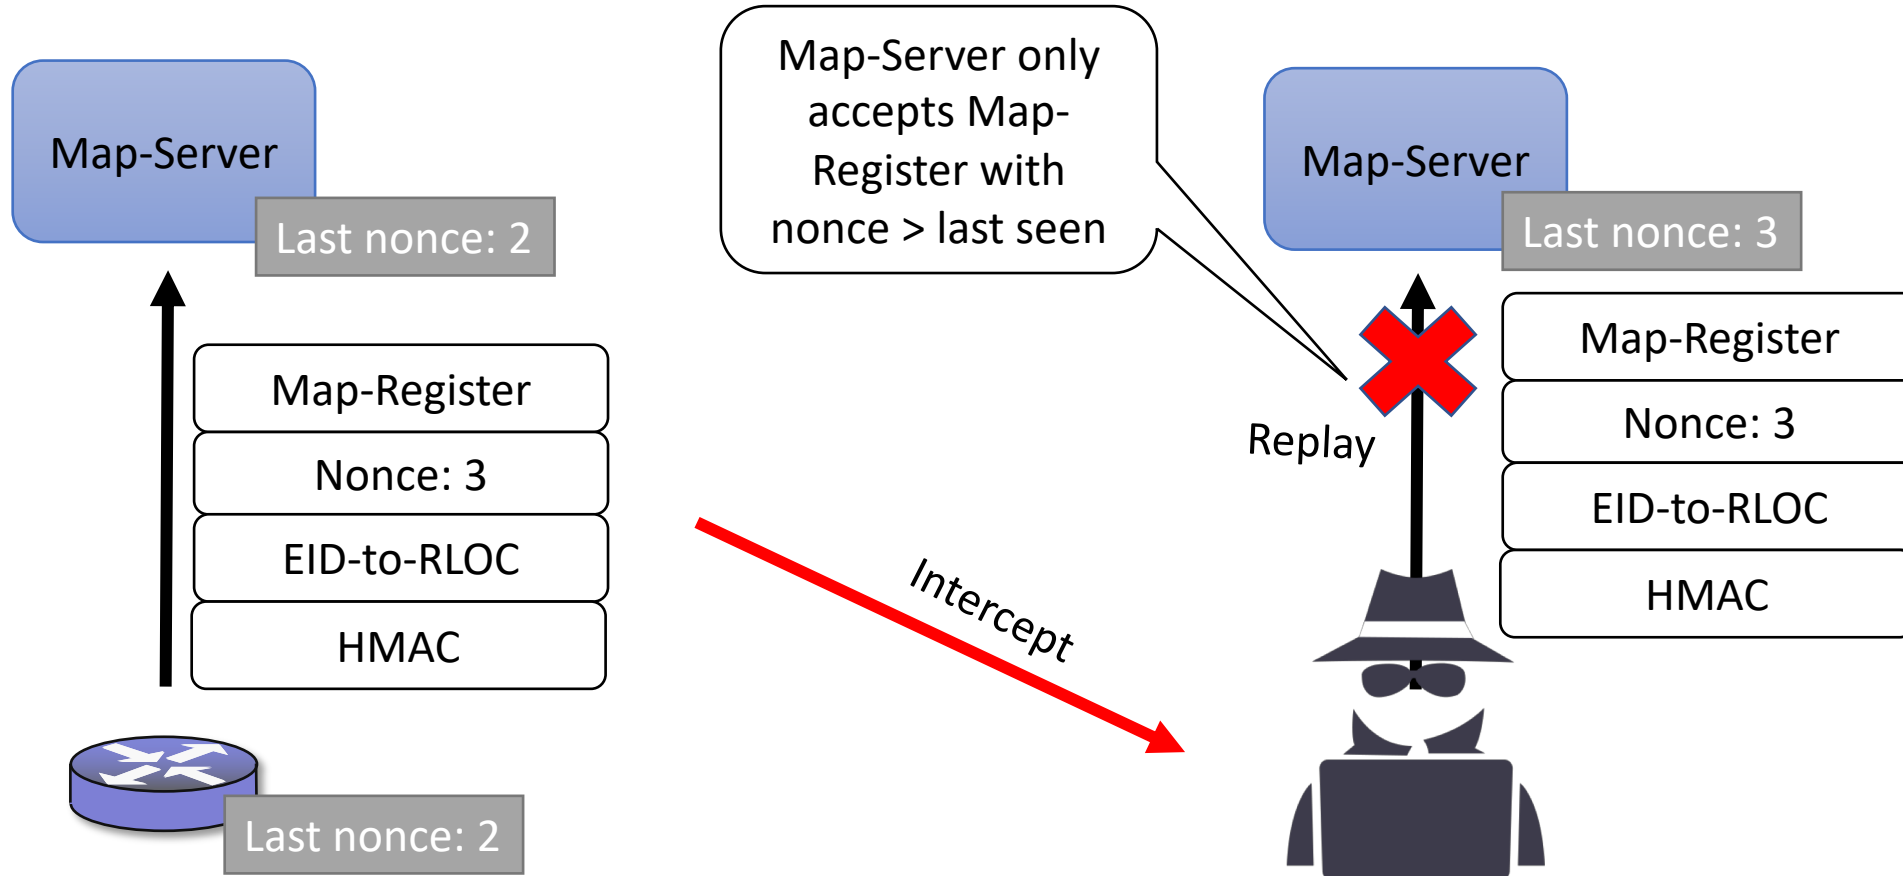 Map-Server
Last nonce: 2
Map-Register
Nonce: 3
EID-to-RLOC
HMAC
Last nonce: 2
Intercept
Map-Server only
accepts Map-
Register with
nonce > last seen
Map-Server
Last nonce: 3
Replay
Map-Register
Nonce: 3
EID-to-RLOC
HMAC